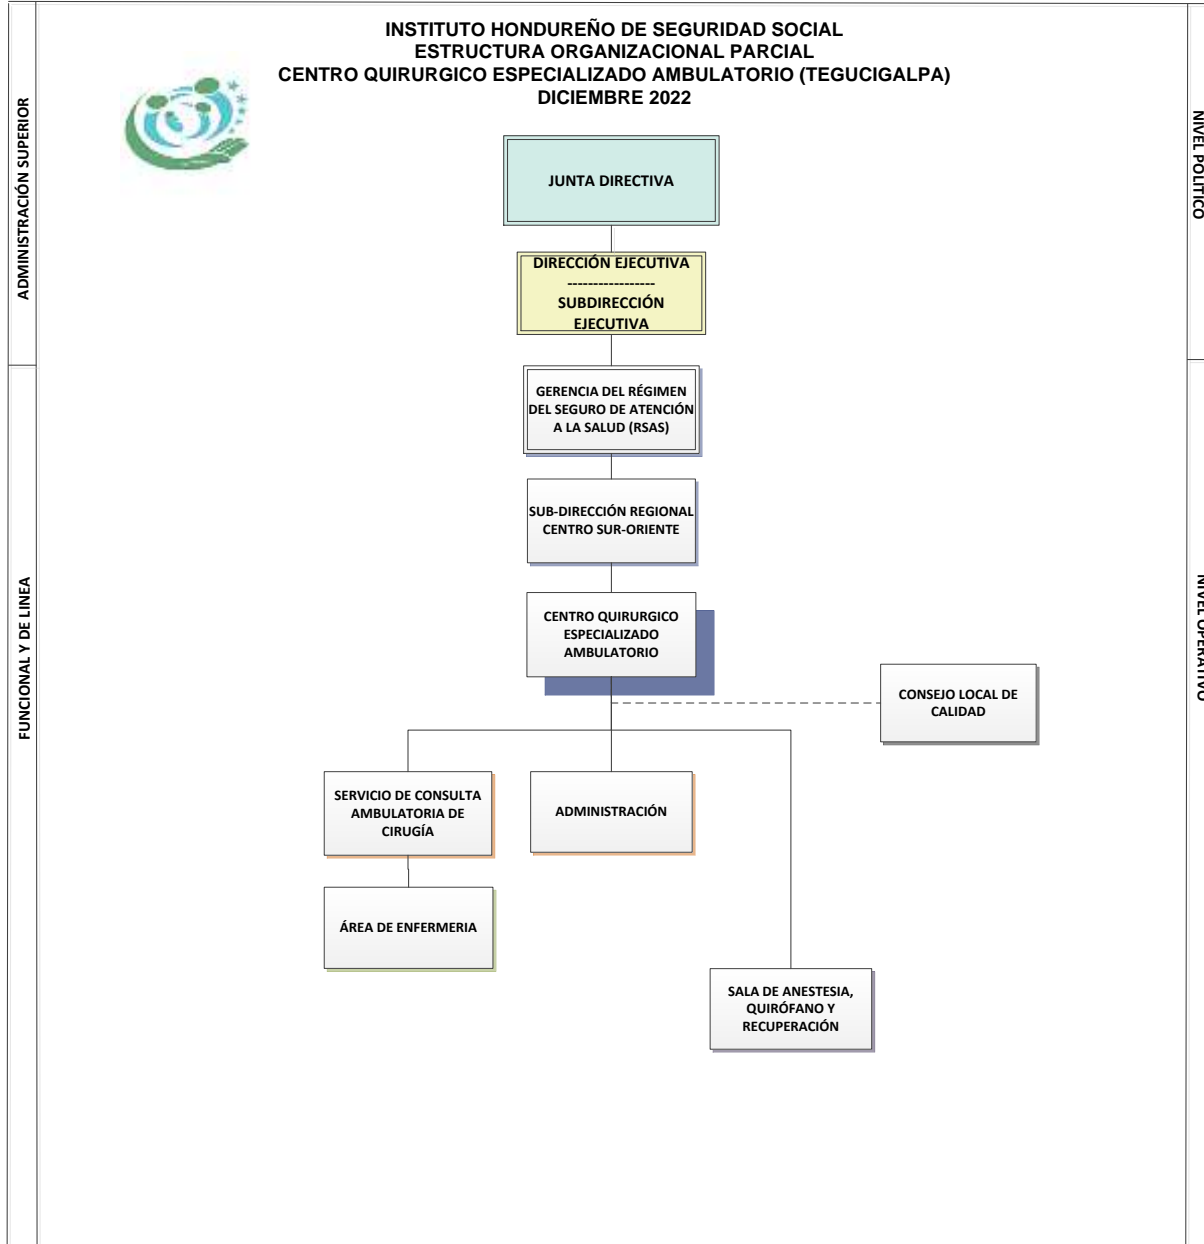 INSTITUTO HONDUREÑO DE SEGURIDAD SOCIAL
ESTRUCTURA ORGANIZACIONAL PARCIAL
CENTRO QUIRURGICO ESPECIALIZADO AMBULATORIO (TEGUCIGALPA)
DICIEMBRE 2022
ADMINISTRACIÓN SUPERIOR
NIVEL POLÍTICO
JUNTA DIRECTIVA
DIRECCIÓN EJECUTIVA
-----------------
SUBDIRECCIÓN
EJECUTIVA
GERENCIA DEL RÉGIMEN
DEL SEGURO DE ATENCIÓN
A LA SALUD (RSAS)
SUB-DIRECCIÓN REGIONAL
CENTRO SUR-ORIENTE
FUNCIONAL Y DE LINEA
NIVEL OPERATIVO
CENTRO QUIRURGICO
ESPECIALIZADO
AMBULATORIO
CONSEJO LOCAL DE
CALIDAD
SERVICIO DE CONSULTA
AMBULATORIA DE
CIRUGÍA
ADMINISTRACIÓN
ÁREA DE ENFERMERIA
SALA DE ANESTESIA,
QUIRÓFANO Y
RECUPERACIÓN